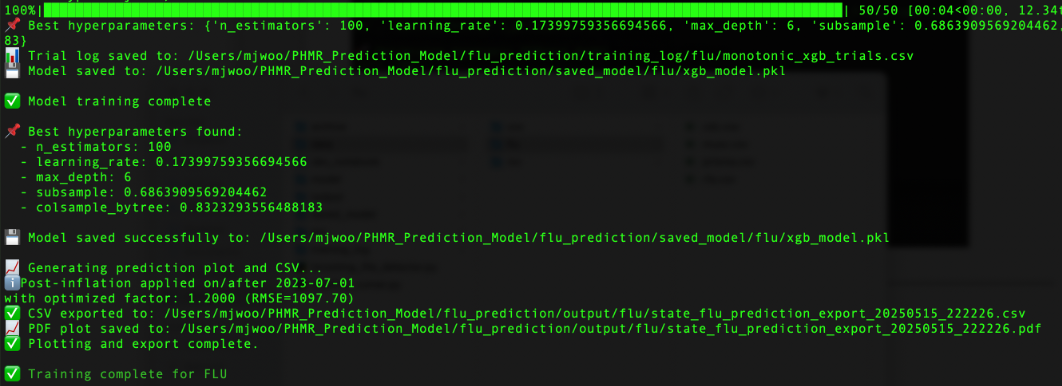 100%| | 50/50 [00:04<00:00, 12.34
📌 Best hyperparameters: {'n_estimators': 100, 'learning_rate': 0.17399759356694566, 'max_depth': 6, 'subsample': 0.6863909569204462,
83}
📊 Trial log saved to: /Users/mjwoo/PHMR_Prediction_Model/flu_prediction/training_log/flu/monotonic_xgb_trials.csv
💾 Model saved to: /Users/mjwoo/PHMR_Prediction_Model/flu_prediction/saved_model/flu/xgb_model.pkl
✅ Model training complete
📌 Best hyperparameters found:
- n_estimators: 100
- learning_rate: 0.17399759356694566
- max_depth: 6
- subsample: 0.6863909569204462
- colsample_bytree: 0.8323293556488183
💾 Model saved successfully to: /Users/mjwoo/PHMR_Prediction_Model/flu_prediction/saved_model/flu/xgb_model.pkl
📈 Generating prediction plot and CSV...
ℹ️Post-inflation applied on/after 2023-07-01
with optimized factor: 1.2000 (RMSE=1097.70)
✅ CSV exported to: /Users/mjwoo/PHMR_Prediction_Model/flu_prediction/output/flu/state_flu_prediction_export_20250515_222226.csv
📈 PDF plot saved to: /Users/mjwoo/PHMR_Prediction_Model/flu_prediction/output/flu/state_flu_prediction_export_20250515_222226.pdf
✅ Plotting and export complete.
✅ Training complete for FLU